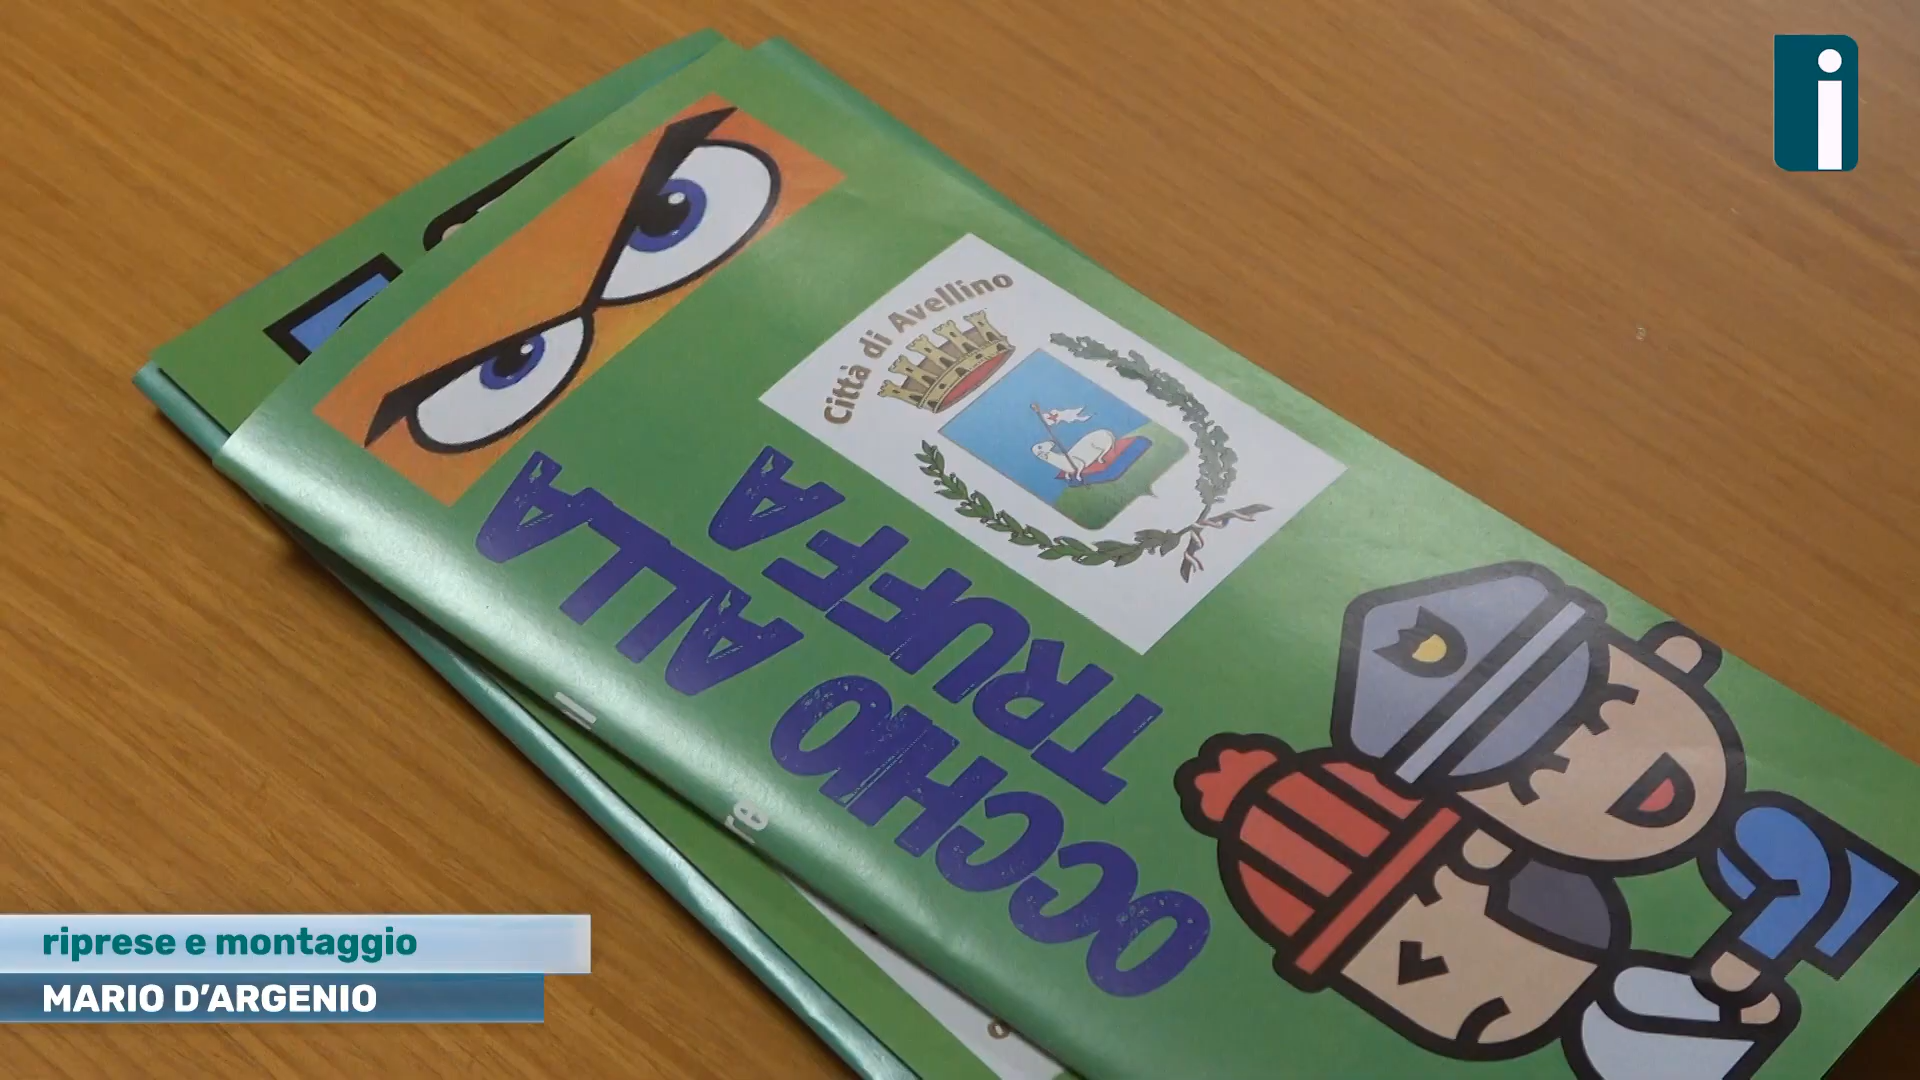 Città di Avellino
OCCHIO ALLA
TRUFFA
riprese e montaggio
MARIO D'ARGENIO